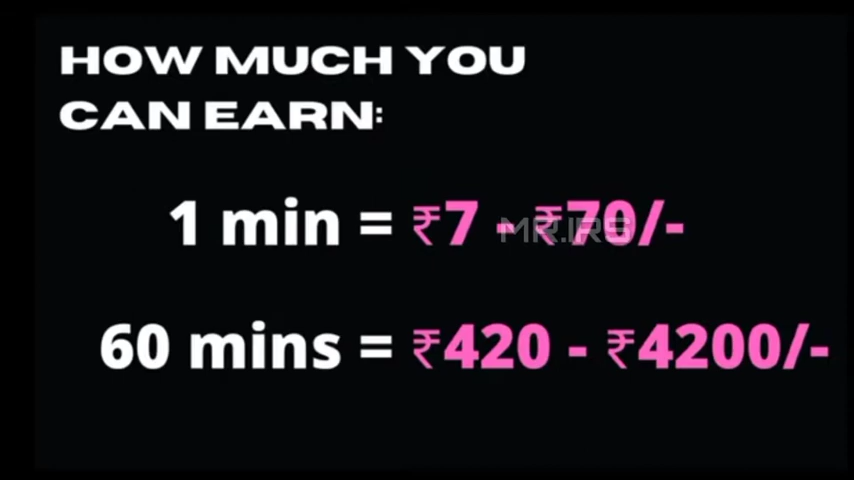 HOW MUCH YOU
CAN EARN:
1 min = ₹7 - ₹70/-
MR.IRS
60 mins = ₹420 - ₹4200/-